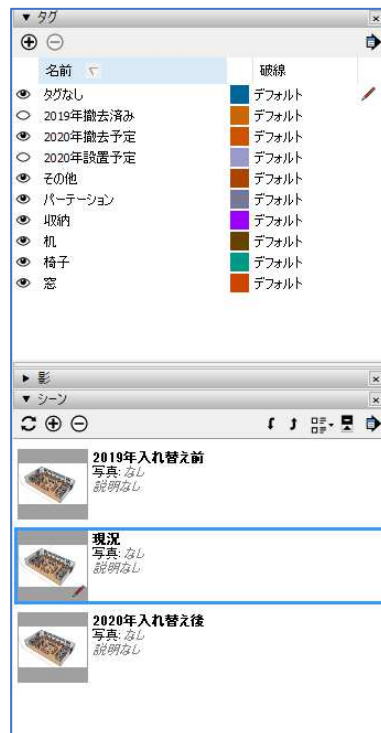 タグ
名前 破線
タグなし デフォルト
2019年撤去済み デフォルト
2020年撤去予定 デフォルト
2020年設置予定 デフォルト
その他 デフォルト
パーテーション デフォルト
収納 デフォルト
机 デフォルト
椅子 デフォルト
窓 デフォルト
影
シーン
2019年入れ替え前
写真: なし
説明なし
現況
写真: なし
説明なし
2020年入れ替え後
写真: なし
説明なし